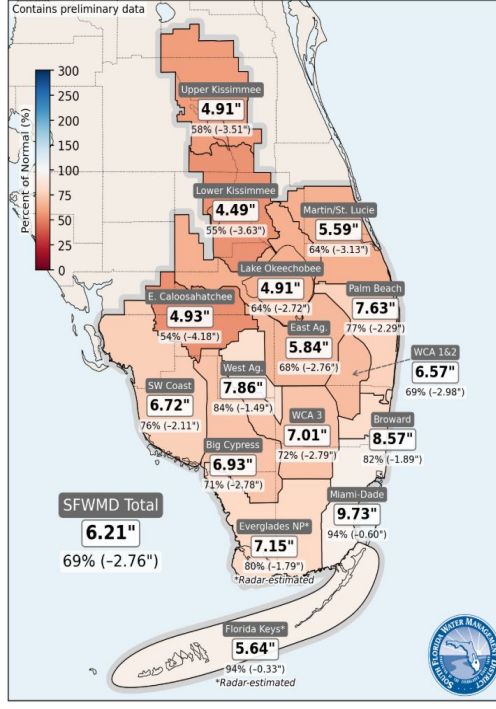 Contains preliminary data
Percent of Normal (%)
300
250
200
150
100
75
50
25
0
Upper Kissimmee
4.91"
58% (–3.51")
Lower Kissimmee
4.49"
55% (–3.63")
Martin/St. Lucie
5.59"
64% (–3.13")
Lake Okeechobee
4.91"
64% (–2.72")
E. Caloosahatchee
4.93"
54% (–4.18")
Palm Beach
7.63"
77% (–2.29")
East Ag.
5.84"
68% (–2.76")
WCA 1&2
6.57"
69% (–2.98")
West Ag.
7.86"
84% (–1.49")
SW Coast
6.72"
76% (–2.11")
WCA 3
7.01"
72% (–2.79")
Broward
8.57"
82% (–1.89")
Big Cypress
6.93"
71% (–2.78")
Miami-Dade
9.73"
94% (–0.60")
SFWMD Total
6.21"
69% (–2.76")
Everglades NP*
7.15"
80% (–1.79")
*Radar-estimated
Florida Keys*
5.64"
94% (–0.33")
*Radar-estimated
SOUTH FLORIDA WATER MANAGEMENT DISTRICT